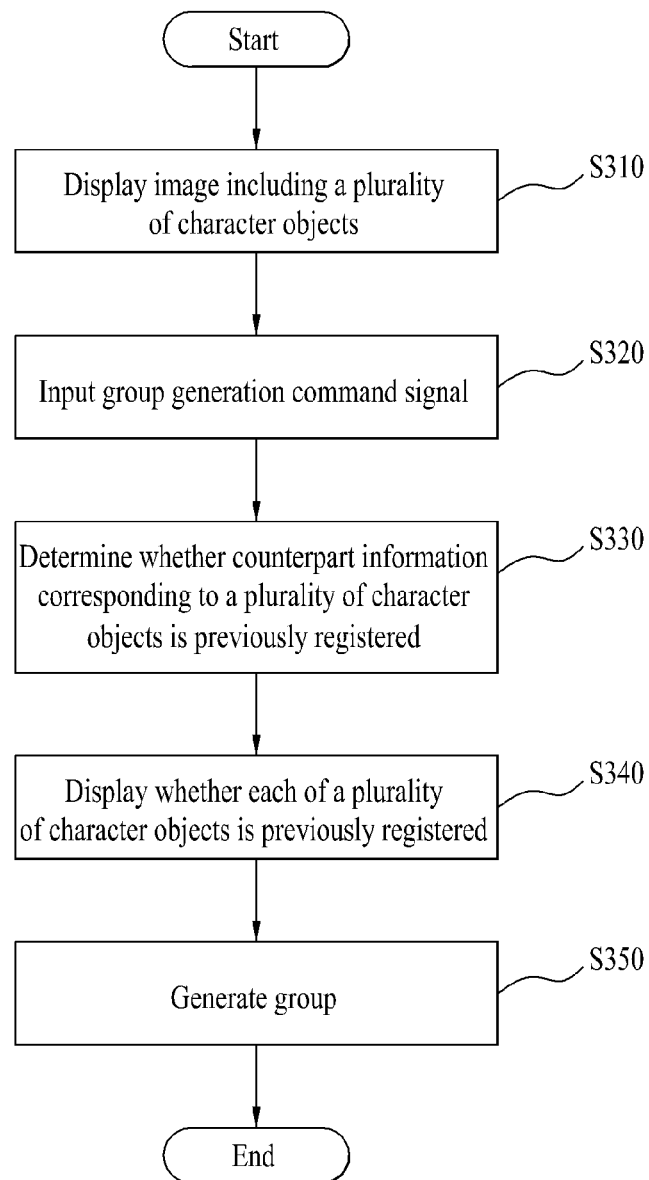 Start
Display image including a plurality
of character objects
S310
Input group generation command signal
S320
Determine whether counterpart information
corresponding to a plurality of character
objects is previously registered
S330
Display whether each of a plurality
of character objects is previously registered
S340
Generate group
S350
End